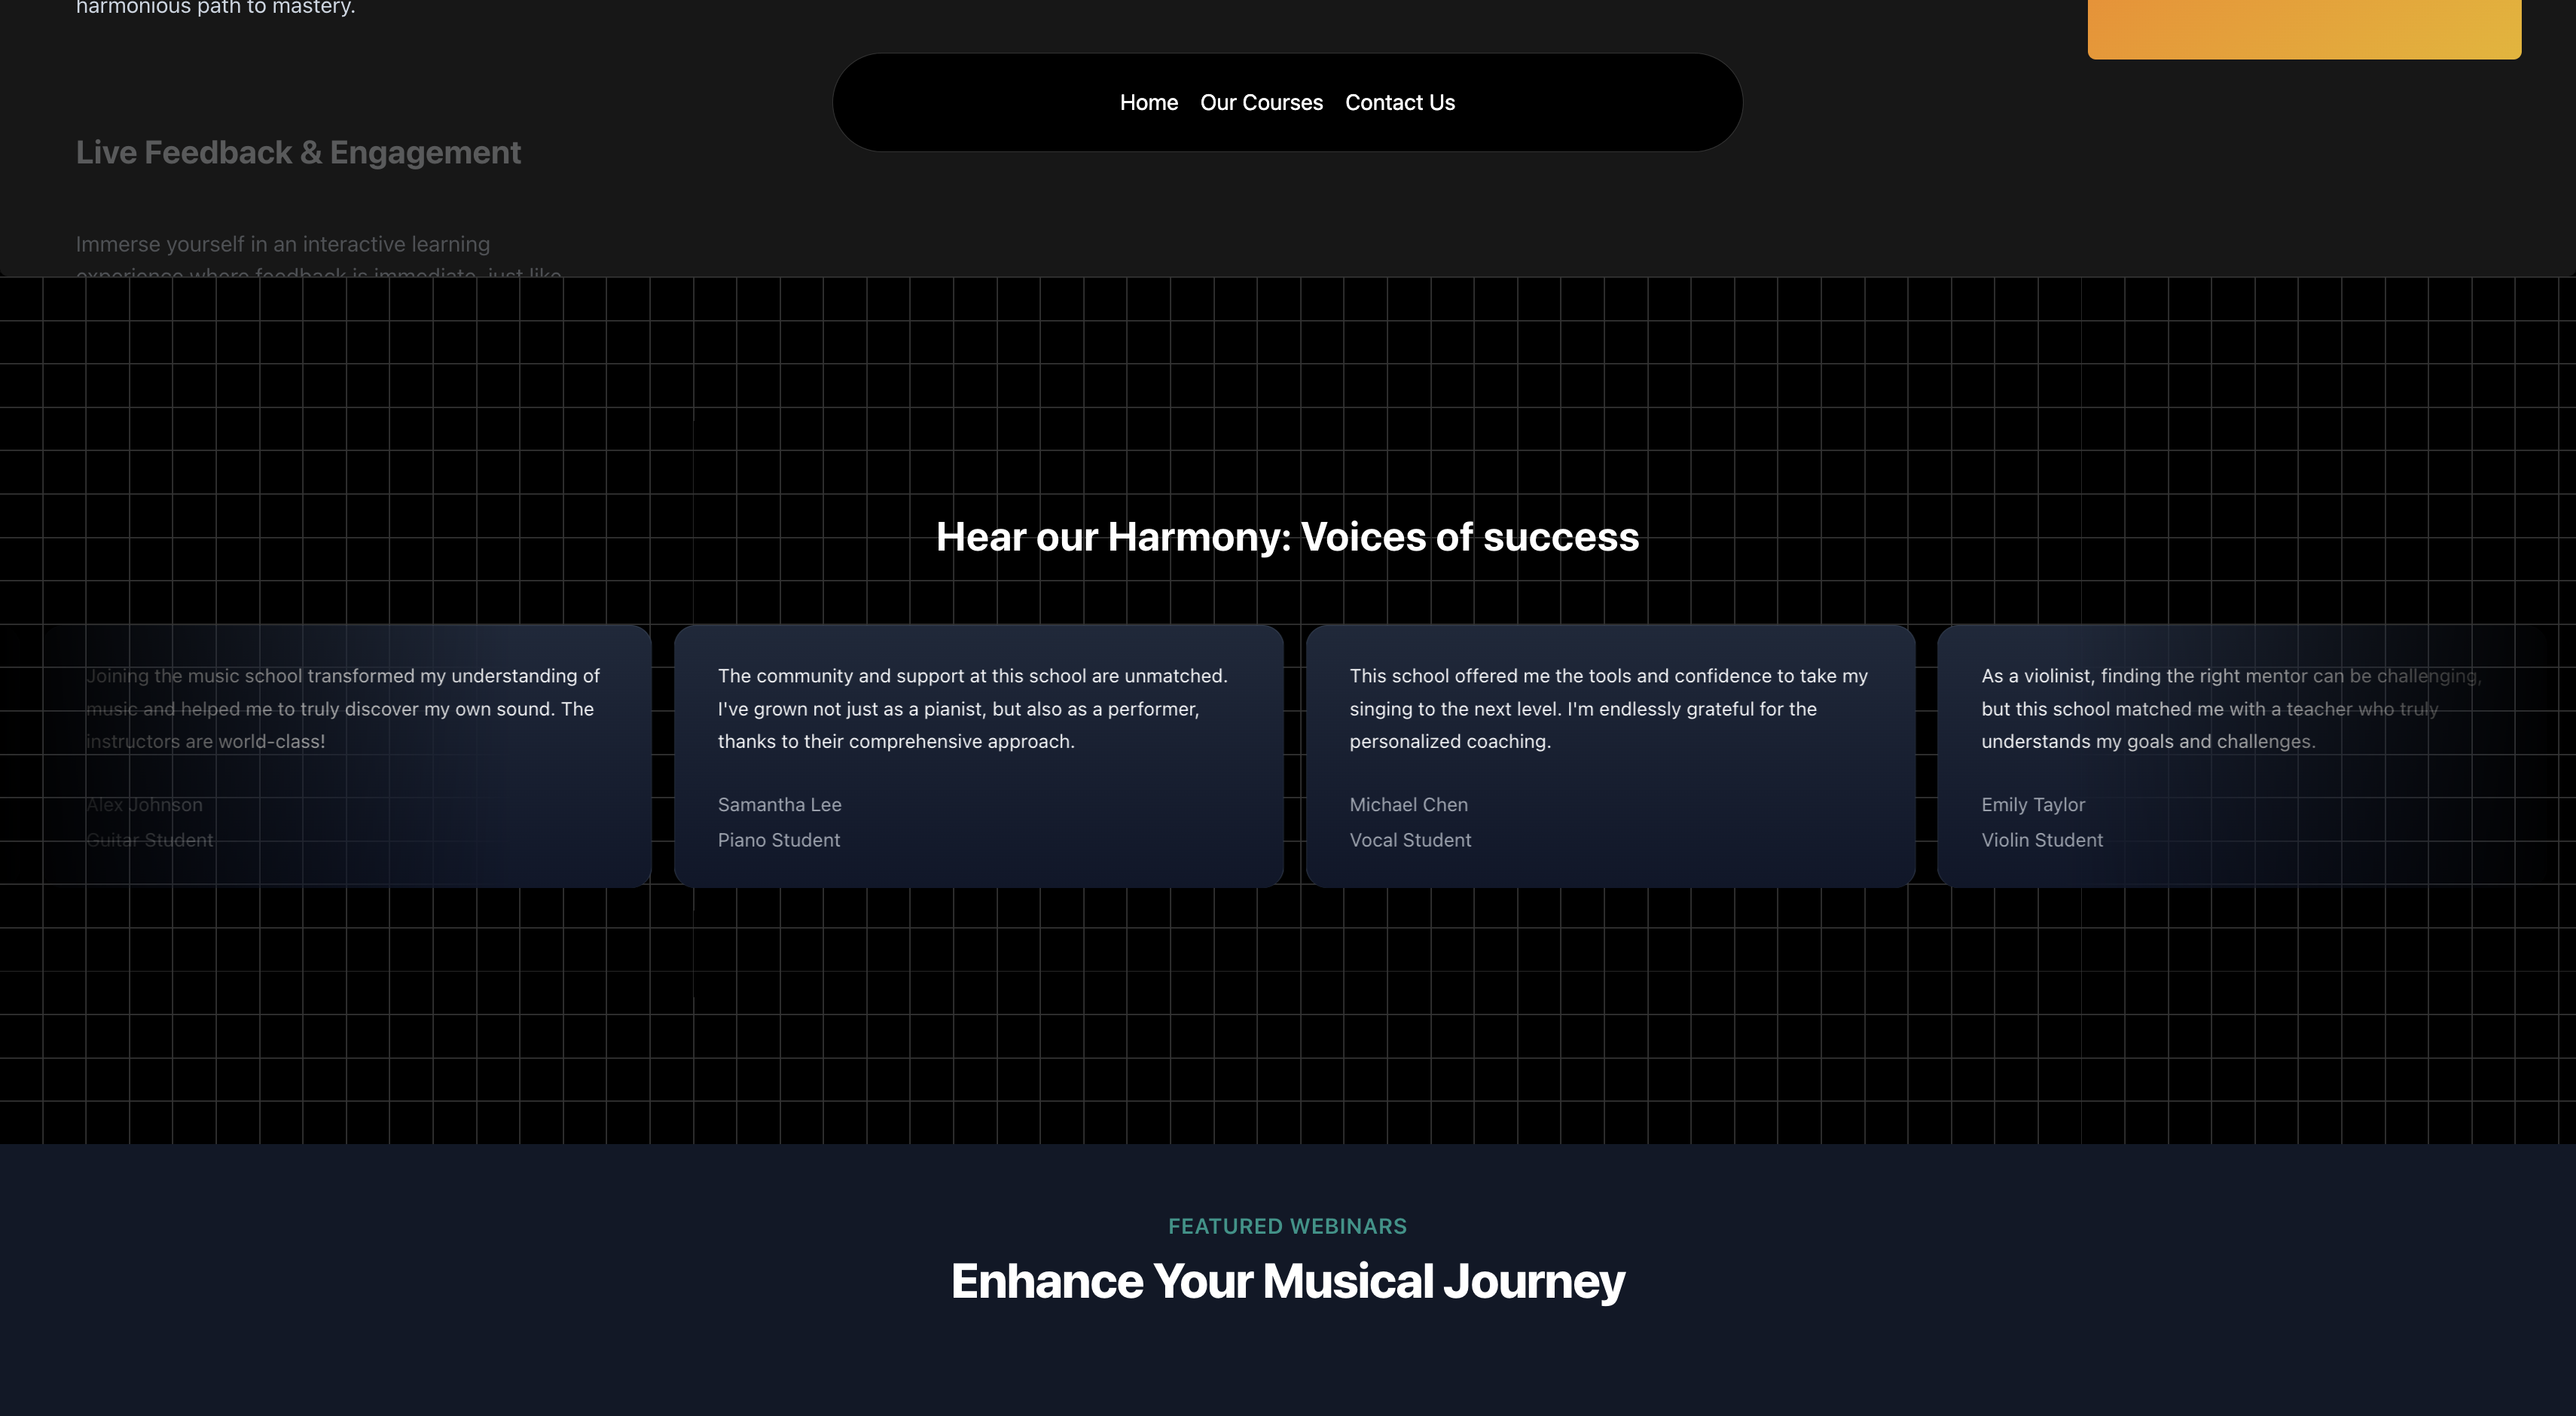 harmonious path to mastery.
Home Our Courses Contact Us
Live Feedback & Engagement
Immerse yourself in an interactive learning
experience where feedback is immediate, just like
Hear our Harmony: Voices of success
Joining the music school transformed my understanding of
music and helped me to truly discover my own sound. The
instructors are world-class!
Alex Johnson
Guitar Student
The community and support at this school are unmatched.
I've grown not just as a pianist, but also as a performer,
thanks to their comprehensive approach.
Samantha Lee
Piano Student
This school offered me the tools and confidence to take my
singing to the next level. I'm endlessly grateful for the
personalized coaching.
Michael Chen
Vocal Student
As a violinist, finding the right mentor can be challenging,
but this school matched me with a teacher who truly
understands my goals and challenges.
Emily Taylor
Violin Student
FEATURED WEBINARS
Enhance Your Musical Journey